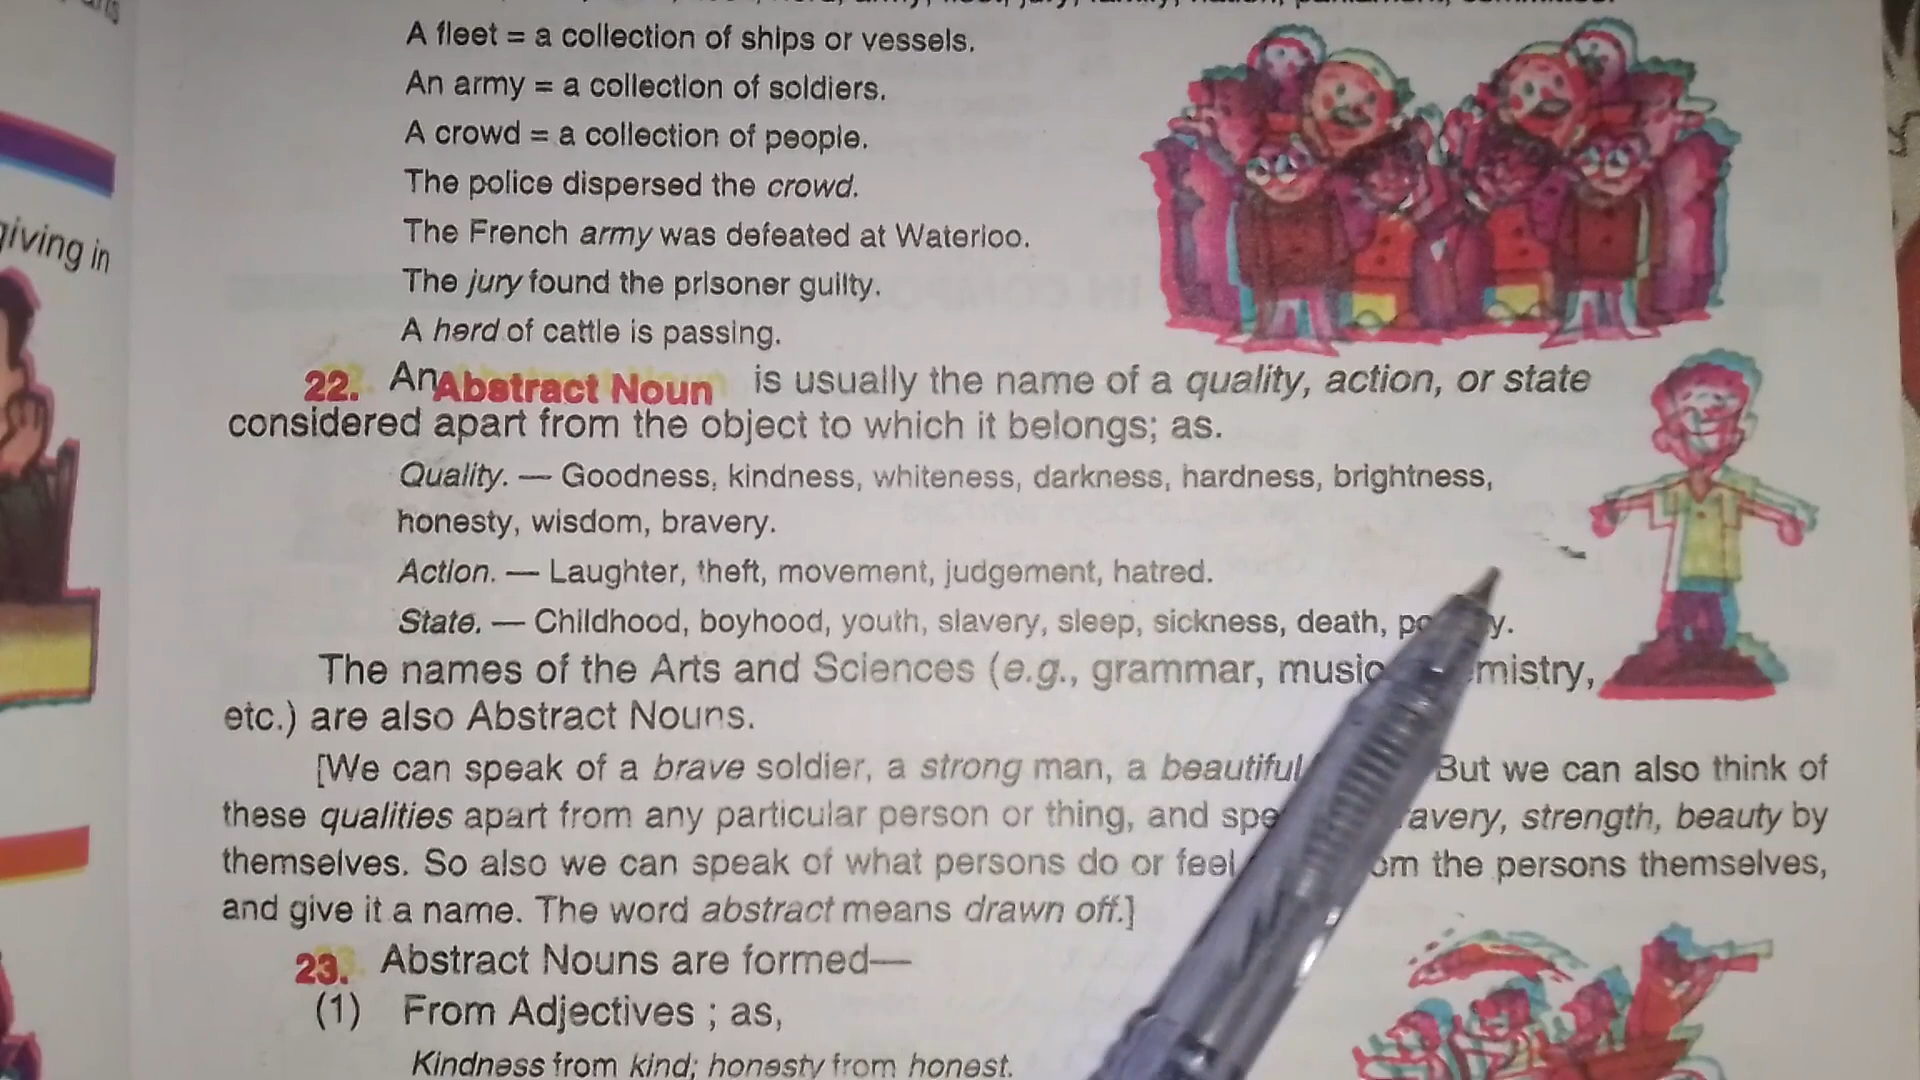 giving in
A fleet = a collection of ships or vessels.
An army = a collection of soldiers.
A crowd = a collection of people.
The police dispersed the crowd.
The French army was defeated at Waterloo.
The jury found the prisoner guilty.
A herd of cattle is passing.
22. An Abstract Noun is usually the name of a quality, action, or state
considered apart from the object to which it belongs; as.
Quality. — Goodness, kindness, whiteness, darkness, hardness, brightness,
honesty, wisdom, bravery.
Action. — Laughter, theft, movement, judgement, hatred.
State. — Childhood, boyhood, youth, slavery, sleep, sickness, death,
The names of the Arts and Sciences (e.g., grammar, music
etc.) are also Abstract Nouns.
[We can speak of a brave soldier, a strong man, a beautiful But we can also think of
these qualities apart from any particular person or thing, and strength, beauty by
themselves. So also we can speak of what persons do or feel the persons themselves,
and give it a name. The word abstract means drawn off.]
23. Abstract Nouns are formed—
(1) From Adjectives ; as,
Kindness from kind; honesty from honest.